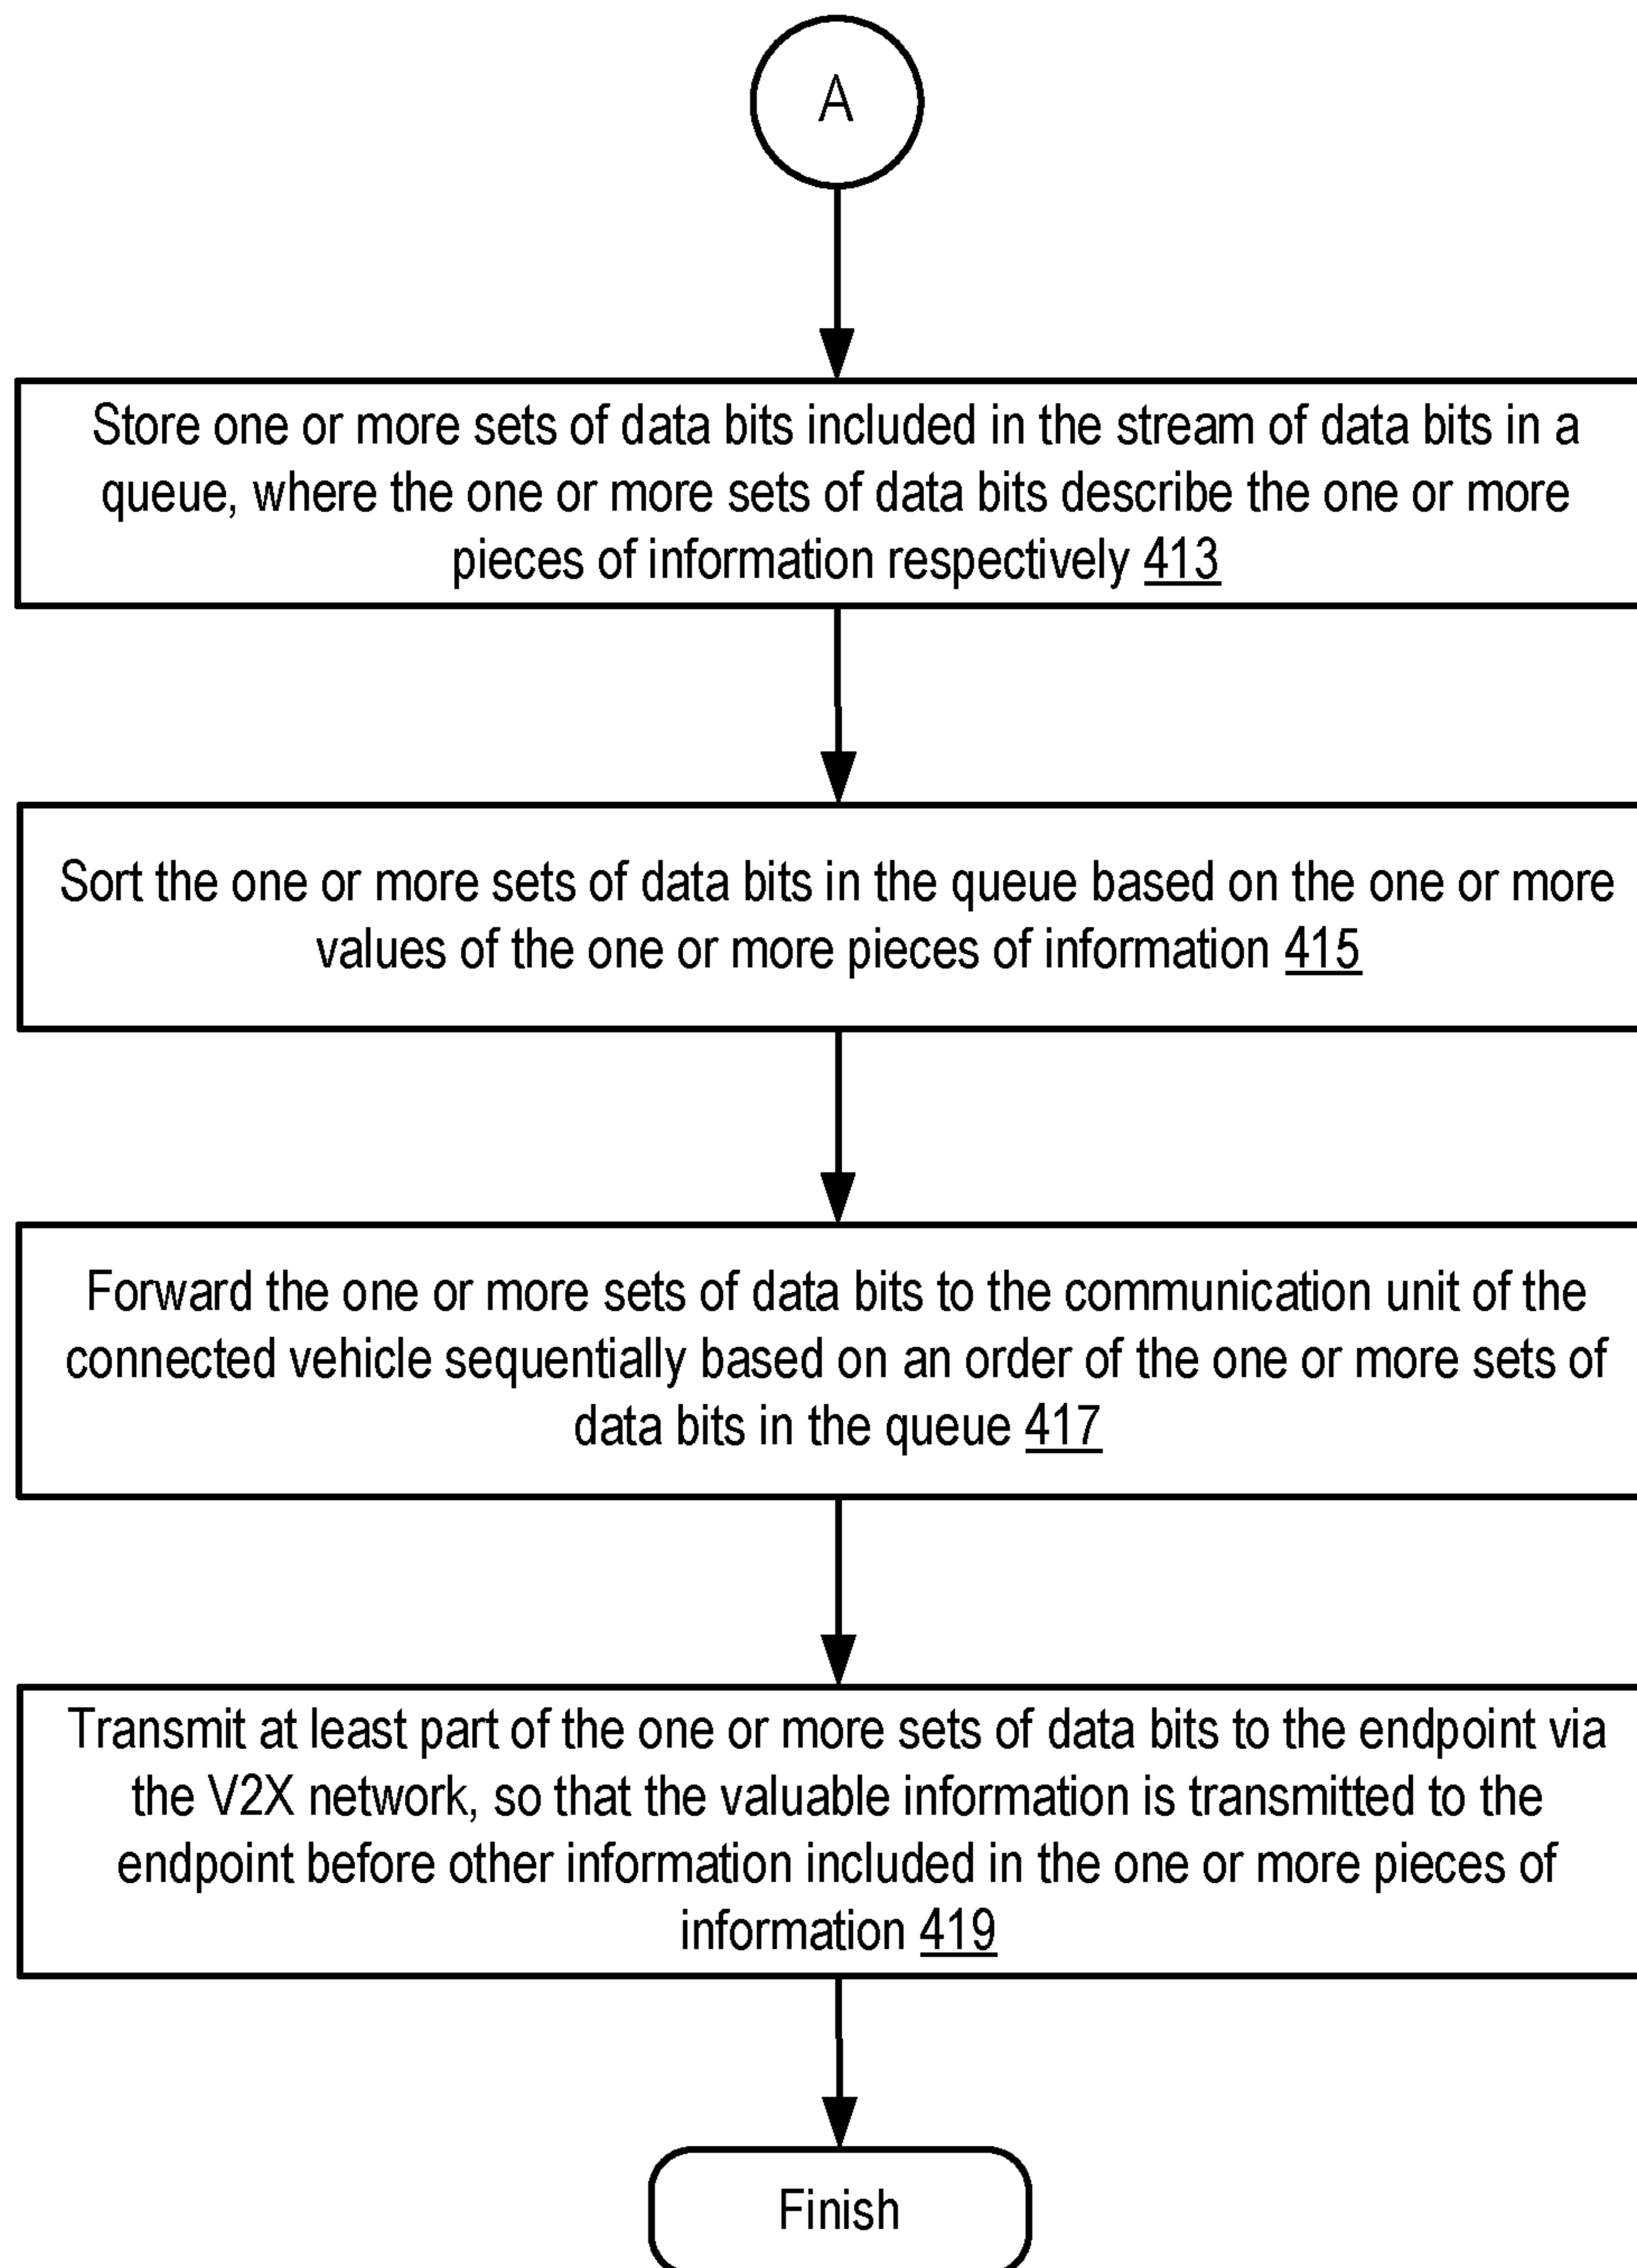 A
Store one or more sets of data bits included in the stream of data bits in a
queue, where the one or more sets of data bits describe the one or more
pieces of information respectively 413
Sort the one or more sets of data bits in the queue based on the one or more
values of the one or more pieces of information 415
Forward the one or more sets of data bits to the communication unit of the
connected vehicle sequentially based on an order of the one or more sets of
data bits in the queue 417
Transmit at least part of the one or more sets of data bits to the endpoint via
the V2X network, so that the valuable information is transmitted to the
endpoint before other information included in the one or more pieces of
information 419
Finish